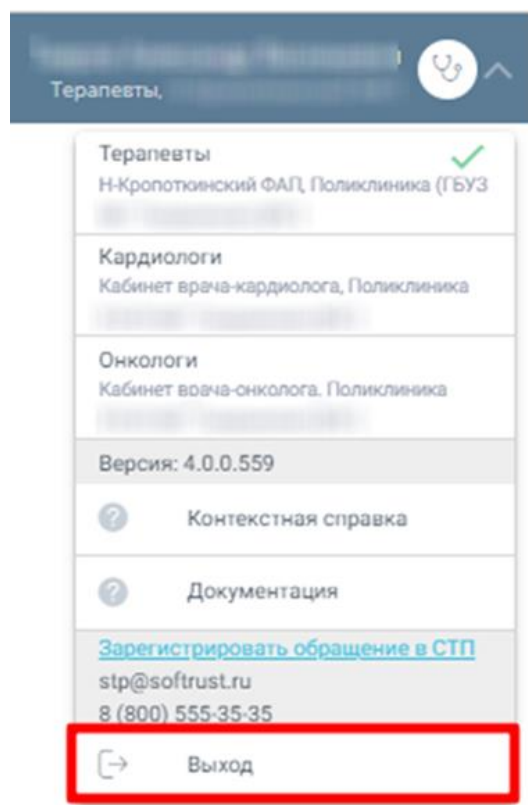 Терапевты,
Терапевты
Н-Кропоткинский ФАП, Поликлиника (ГБУЗ
Кардиологи
Кабинет врача-кардиолога, Поликлиника
Онкологи
Кабинет врача-онколога. Поликлиника
Версия: 4.0.0.559
Контекстная справка
Документация
Зарегистрировать обращение в СТП
stp@softrust.ru
8 (800) 555-35-35
Выход